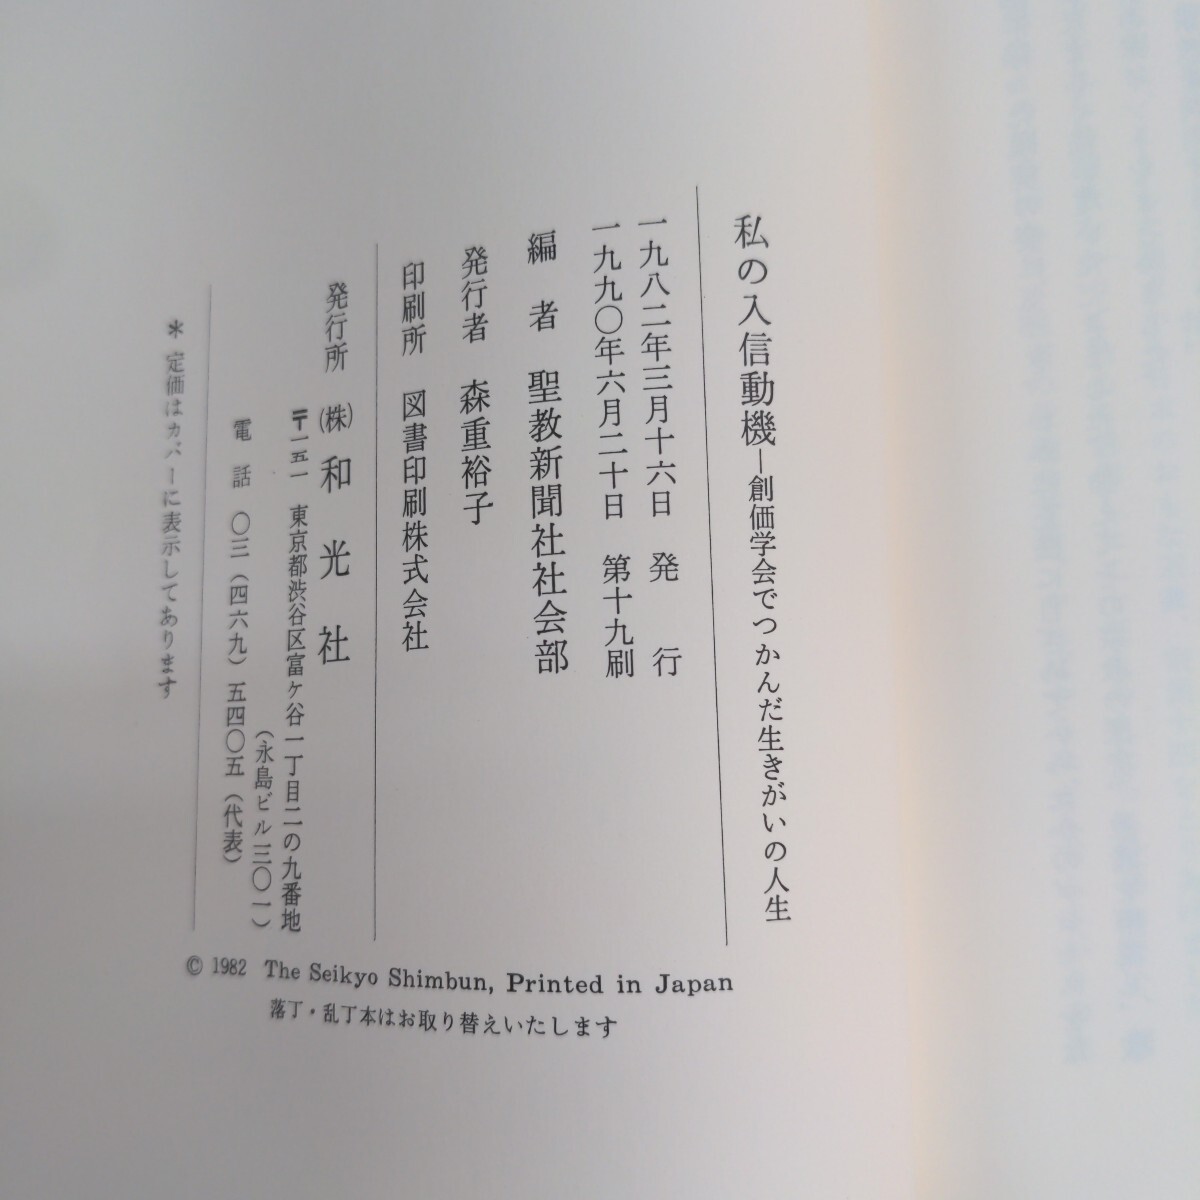 私の入信動機―創価学会でつかんだ生きがいの人生
一九八二年三月十六日 発行
一九九〇年六月二十日 第十九刷
編者 聖教新聞社社会部
発行者 森重裕子
印刷所 図書印刷株式会社
発行所 (株)和光社
〒一五一 東京都渋谷区富ヶ谷一丁目二の九番地
(永島ビル三〇一)
電話 〇三(四六九)五四〇五(代表)
＊定価はカバーに表示してあります
© 1982 The Seikyo Shimbun, Printed in Japan
落丁・乱丁本はお取り替えいたします